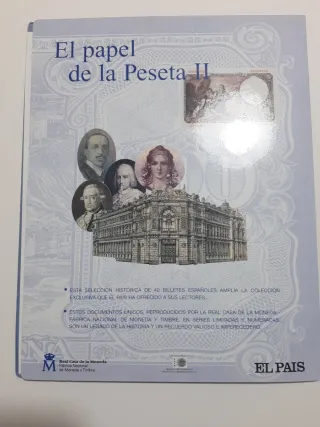 El papel
de la Peseta II
ESTA SELECCIÓN HISTÓRICA DE 40 BILLETES ESPAÑOLES AMPLÍA LA COLECCIÓN
EXCLUSIVA QUE EL PAÍS HA OFRECIDO A SUS LECTORES.
ESTOS DOCUMENTOS ÚNICOS, REPRODUCIDOS POR LA REAL CASA DE LA MONEDA-
FÁBRICA NACIONAL DE MONEDA Y TIMBRE, EN SERIES LIMITADAS Y NUMERADAS,
SON UN LEGADO DE LA HISTORIA Y UN RECUERDO VALIOSO E IMPERECEDERO.
Real Casa de la Moneda
Fábrica Nacional
de Moneda y Timbre
EL PAIS